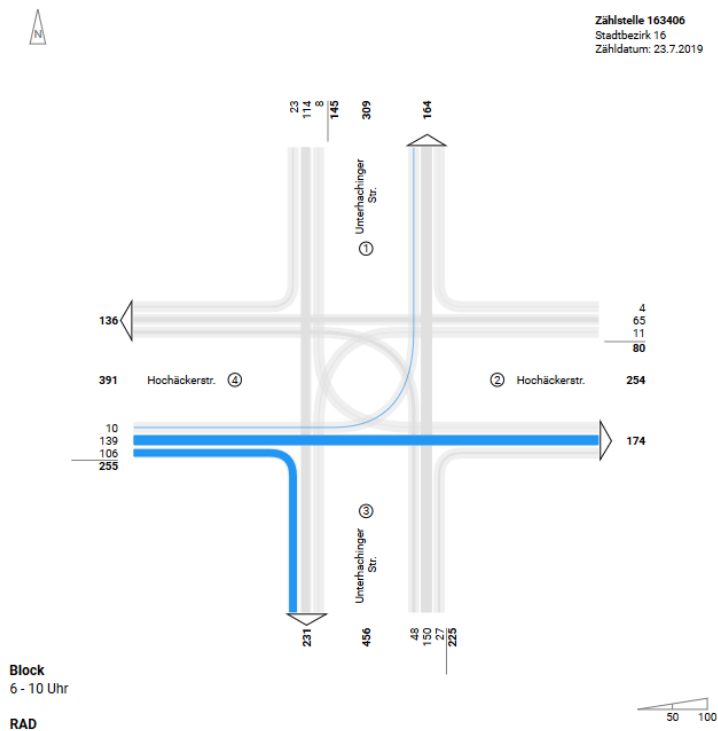 N
Zählstelle 163406
Stadtbezirk 16
Zähldatum: 23.7.2019
23
114
8
145
309
164
Unterhachinger
Str.
1
136
4
65
11
80
391
Hochäckerstr.
4
2
Hochäckerstr.
254
10
139
106
255
174
3
Unterhachinger
Str.
231
456
48
150
27
225
Block
6 - 10 Uhr
RAD
50
100